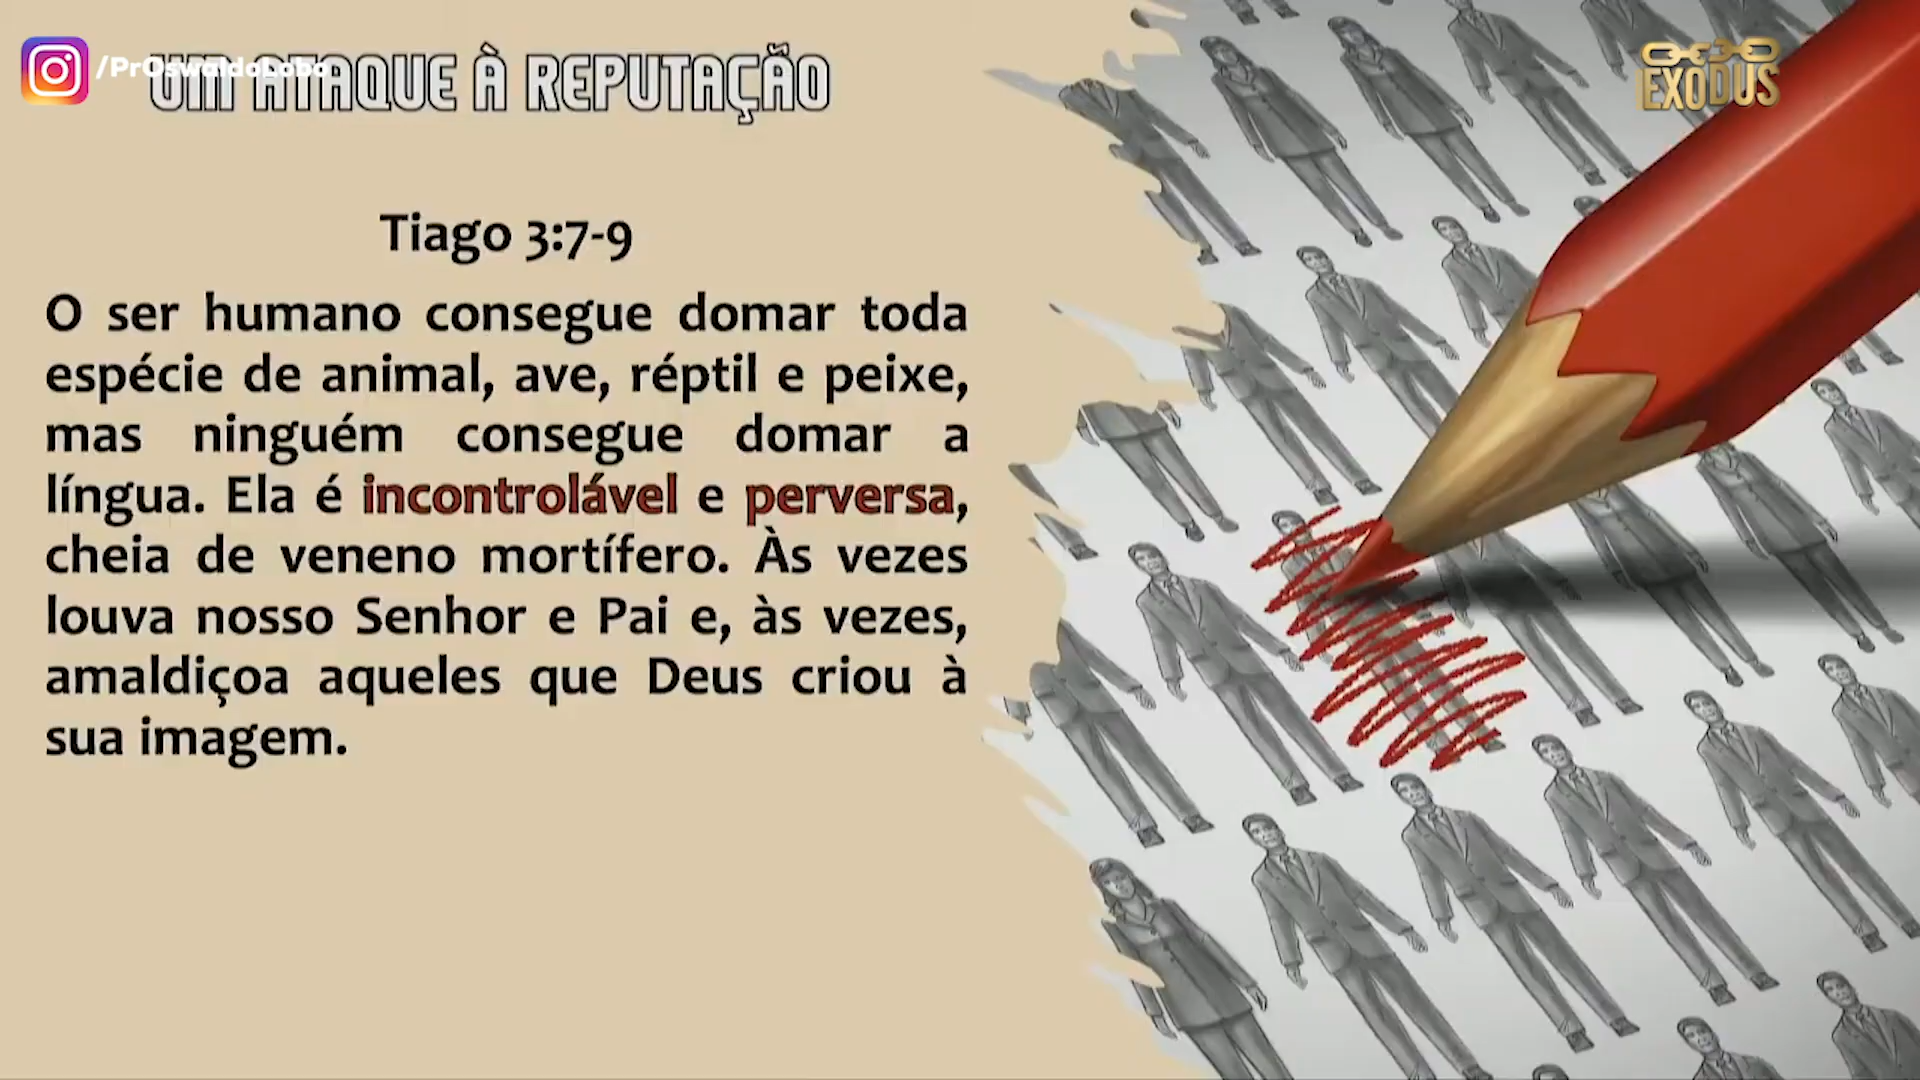 /PrOswaldoLobo
UM ATAQUE À REPUTAÇÃO
EXODUS
Tiago 3:7-9
O ser humano consegue domar toda
espécie de animal, ave, réptil e peixe,
mas ninguém consegue domar a
língua. Ela é incontrolável e perversa,
cheia de veneno mortífero. Às vezes
louva nosso Senhor e Pai e, às vezes,
amaldiçoa aqueles que Deus criou à
sua imagem.